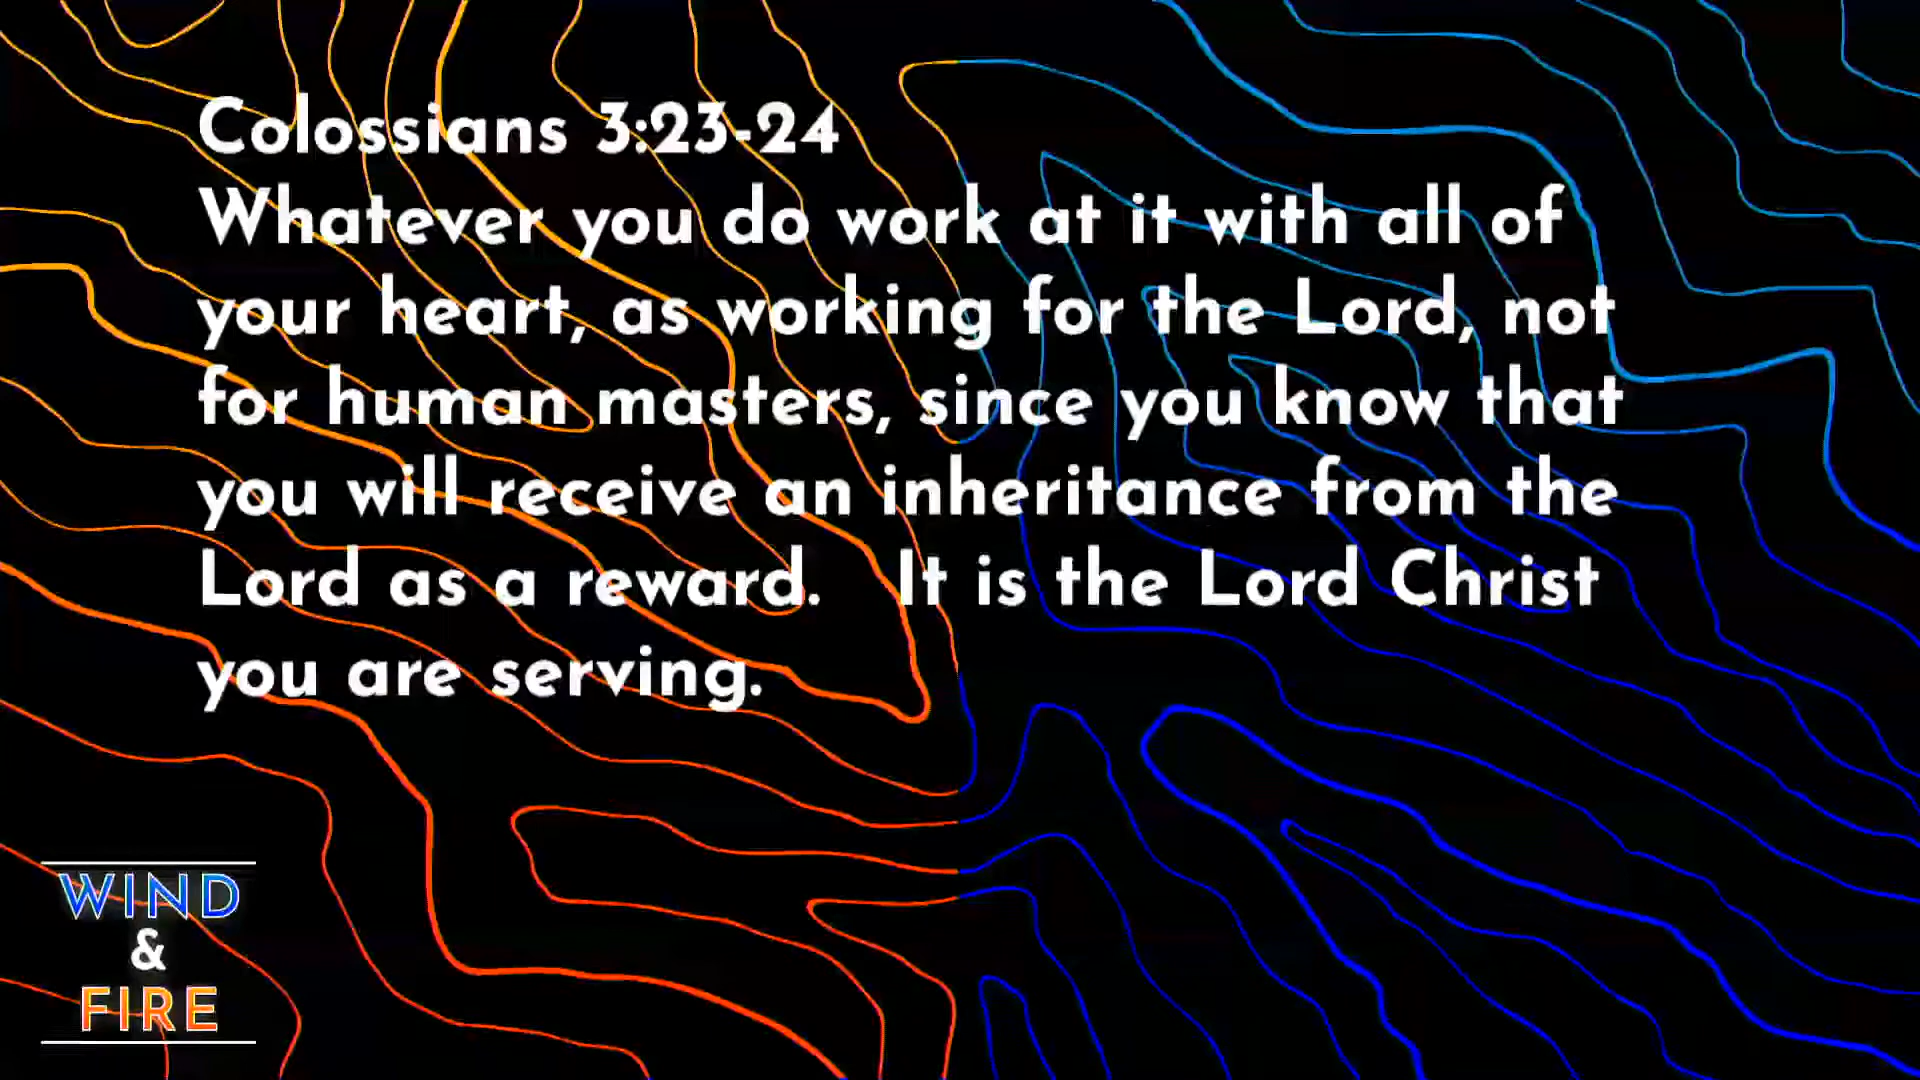 Colossians 3:23-24
Whatever you do work at it with all of
your heart, as working for the Lord, not
for human masters, since you know that
you will receive an inheritance from the
Lord as a reward.   It is the Lord Christ
you are serving.
WIND
&
FIRE